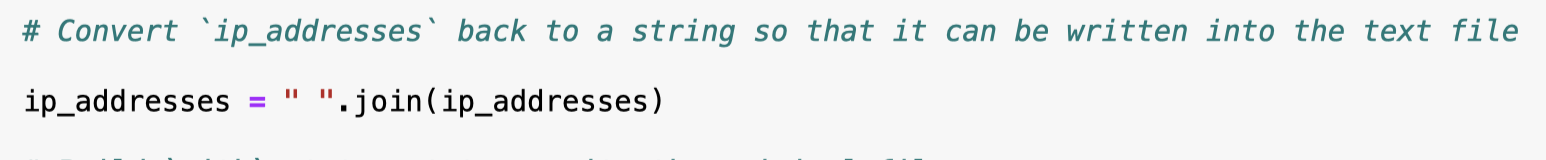 # Convert `ip_addresses` back to a string so that it can be written into the text file
ip_addresses = " ".join(ip_addresses)